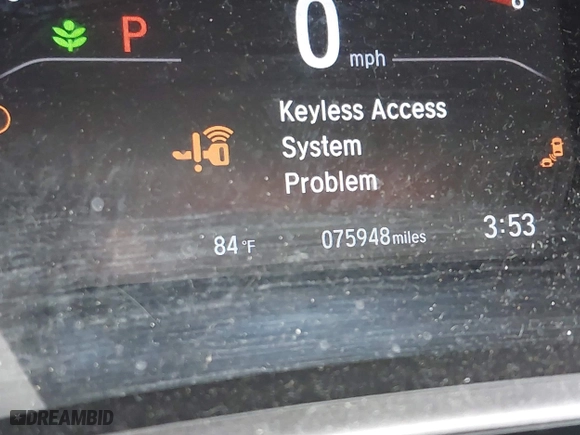 P
0 mph
Keyless Access
System
Problem
84°F 075948 miles 3:53
DREAMBID